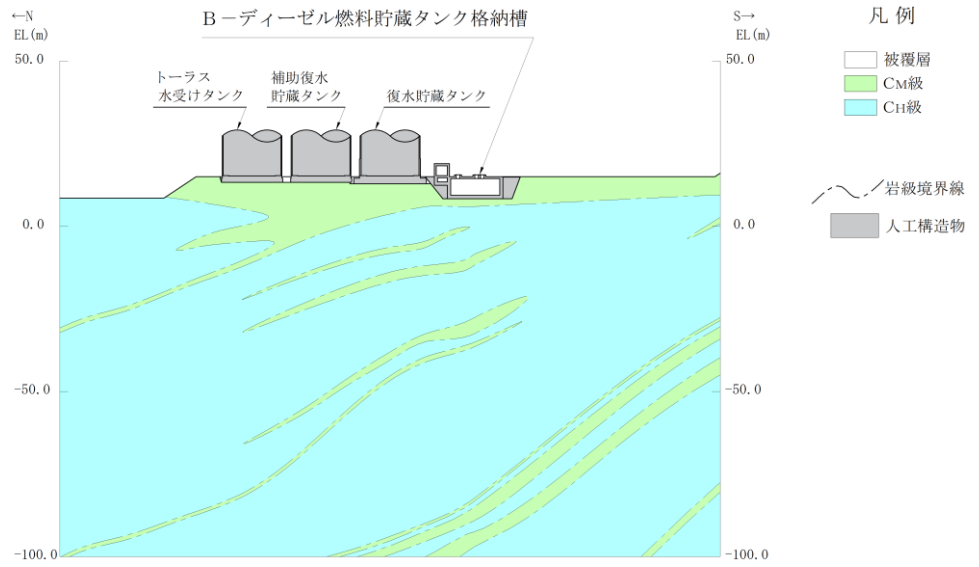 ←N
EL(m)
B－ディーゼル燃料貯蔵タンク格納槽
S→
EL(m)
凡 例
50.0
50.0
被覆層
CM級
CH級
トーラス
水受けタンク
補助復水
貯蔵タンク
復水貯蔵タンク
岩級境界線
人工構造物
0.0
0.0
-50.0
-50.0
-100.0
-100.0